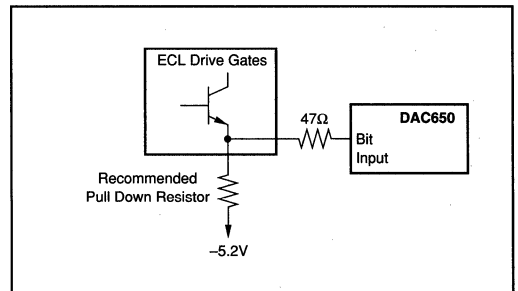 ECL Drive Gates
47Ω
DAC650
Bit
Input
Recommended
Pull Down Resistor
–5.2V